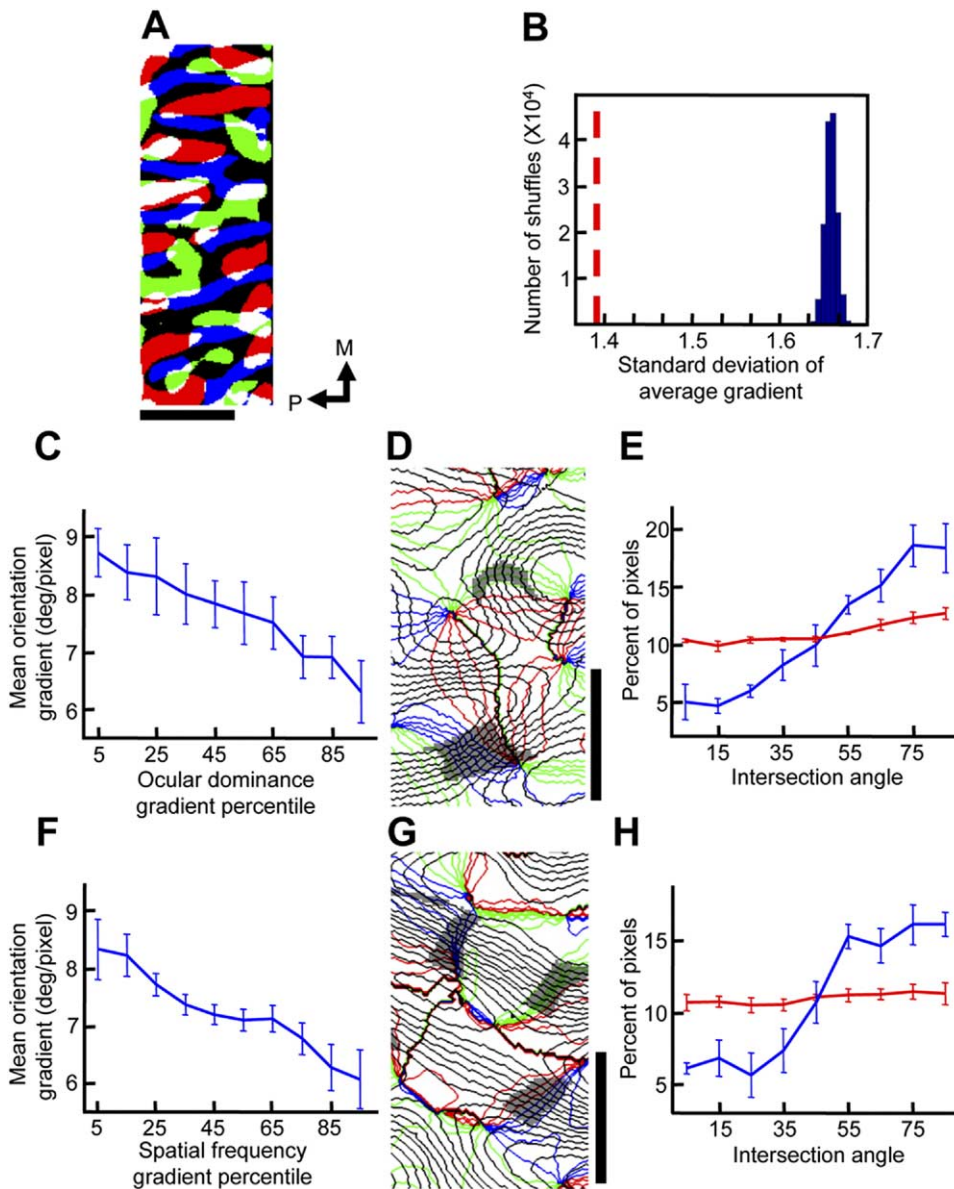 A
M
P
B
Number of shuffles (X10⁴)
4
3
2
1
1.4
1.5
1.6
1.7
Standard deviation of
average gradient
C
Mean orientation
gradient (deg/pixel)
9
8
7
6
5
25
45
65
85
Ocular dominance
gradient percentile
D
E
Percent of pixels
20
15
10
5
15
35
55
75
Intersection angle
F
Mean orientation
gradient (deg/pixel)
9
8
7
6
5
25
45
65
85
Spatial frequency
gradient percentile
G
H
Percent of pixels
15
10
5
15
35
55
75
Intersection angle